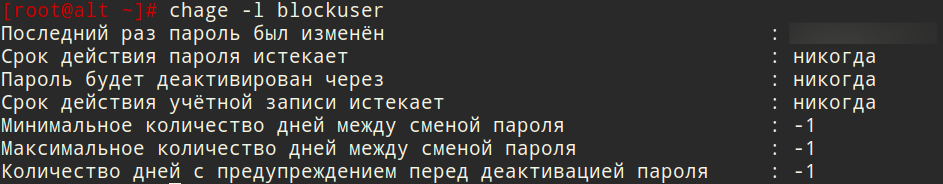 [root@alt ~]# chage -l blockuser
Последний раз пароль был изменён :
Срок действия пароля истекает : никогда
Пароль будет деактивирован через : никогда
Срок действия учётной записи истекает : никогда
Минимальное количество дней между сменой пароля : -1
Максимальное количество дней между сменой пароля : -1
Количество дней с предупреждением перед деактивацией пароля : -1